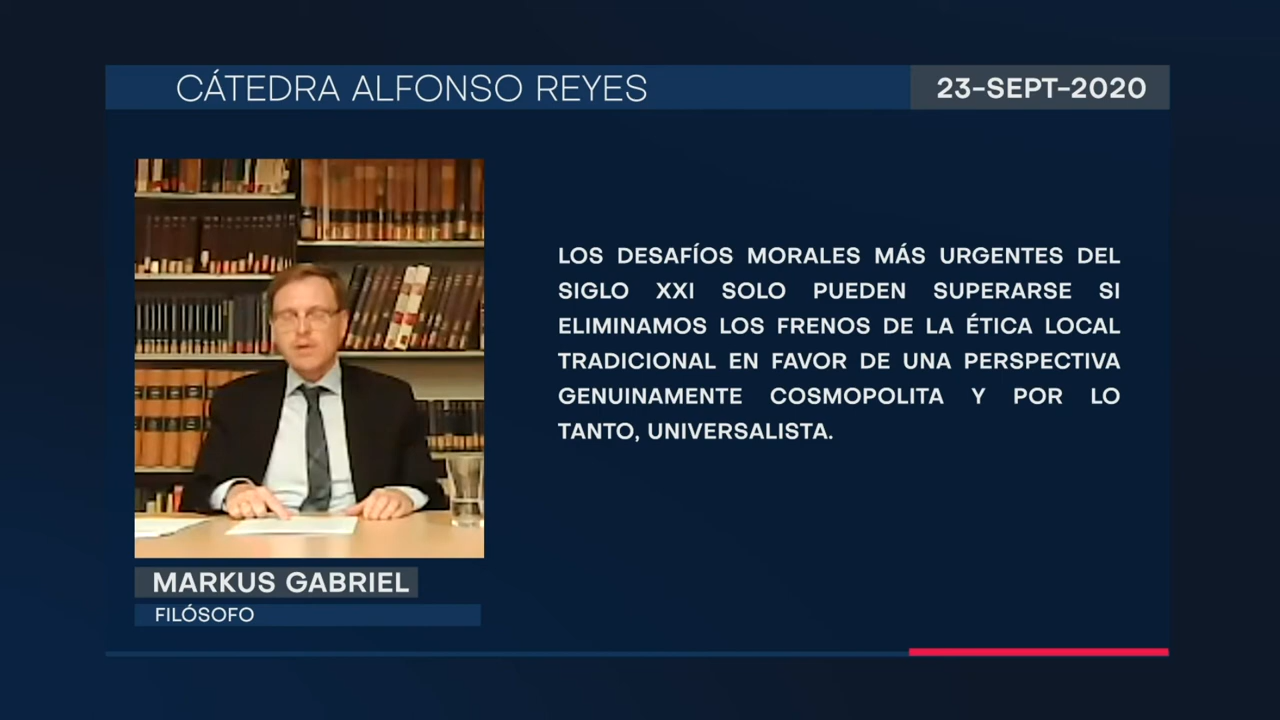 CÁTEDRA ALFONSO REYES
23-SEPT-2020
LOS DESAFÍOS MORALES MÁS URGENTES DEL
SIGLO XXI SOLO PUEDEN SUPERARSE SI
ELIMINAMOS LOS FRENOS DE LA ÉTICA LOCAL
TRADICIONAL EN FAVOR DE UNA PERSPECTIVA
GENUINAMENTE COSMOPOLITA Y POR LO
TANTO, UNIVERSALISTA.
MARKUS GABRIEL
FILÓSOFO